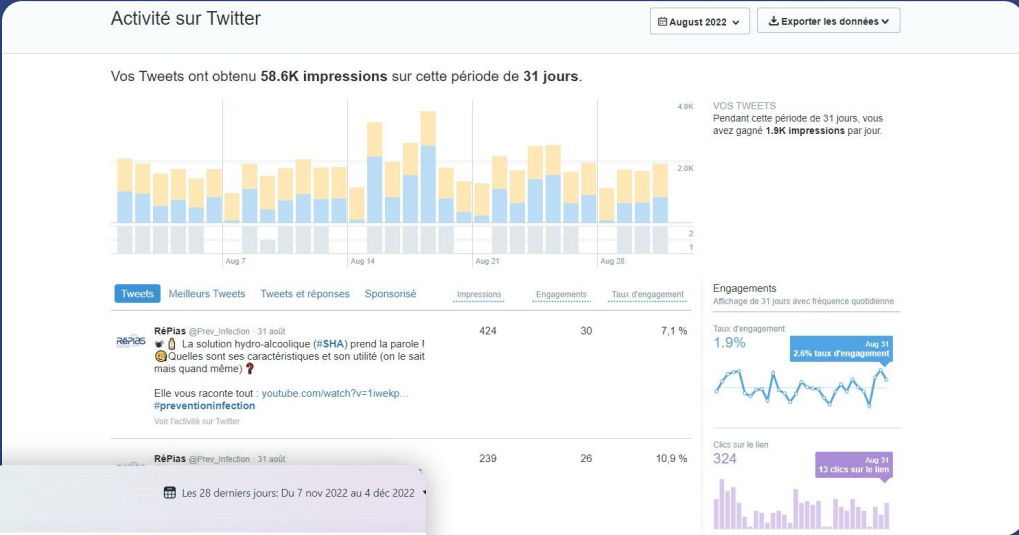 Activité sur Twitter
August 2022
Exporter les données
Vos Tweets ont obtenu 58.6K impressions sur cette période de 31 jours.
4.0K
2.0K
2
1
Aug 7
Aug 14
Aug 21
Aug 28
VOS TWEETS
Pendant cette période de 31 jours, vous
avez gagné 1.9K impressions par jour.
Tweets Meilleurs Tweets Tweets et réponses Sponsorisé
Impressions Engagements Taux d'engagement
RéPias
RéPias @Prev_Infection · 31 août
La solution hydro-alcoolique (#SHA) prend la parole !
Quelles sont ses caractéristiques et son utilité (on le sait
mais quand même) ❓
Elle vous raconte tout : youtube.com/watch?v=1iwekp...
#preventioninfection
Voir l'activité sur Twitter
424 30 7,1 %
RéPias @Prev_Infection · 31 août
239 26 10,9 %
Engagements
Affichage de 31 jours avec fréquence quotidienne
Taux d'engagement
1.9%
Aug 31
2.6% taux d'engagement
Clics sur le lien
324
Aug 31
13 clics sur le lien
Les 28 derniers jours: Du 7 nov 2022 au 4 déc 2022